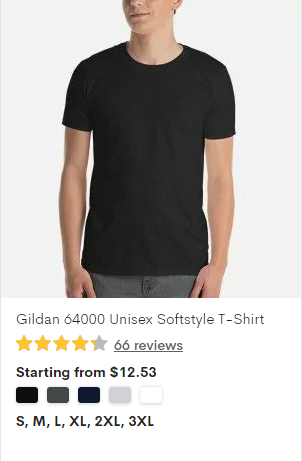 Gildan 64000 Unisex Softstyle T-Shirt
66 reviews
Starting from $12.53
S, M, L, XL, 2XL, 3XL